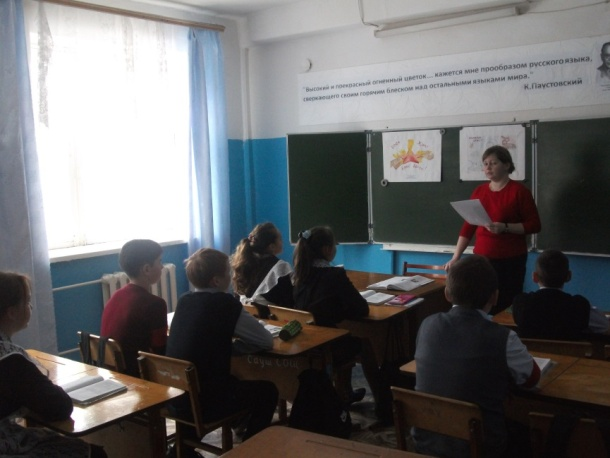 "Высокий и прекрасный огненный цветок... кажется мне прообразом русского языка,
сверкающего своим горячим блеском над остальными языками мира."
К.Паустовский